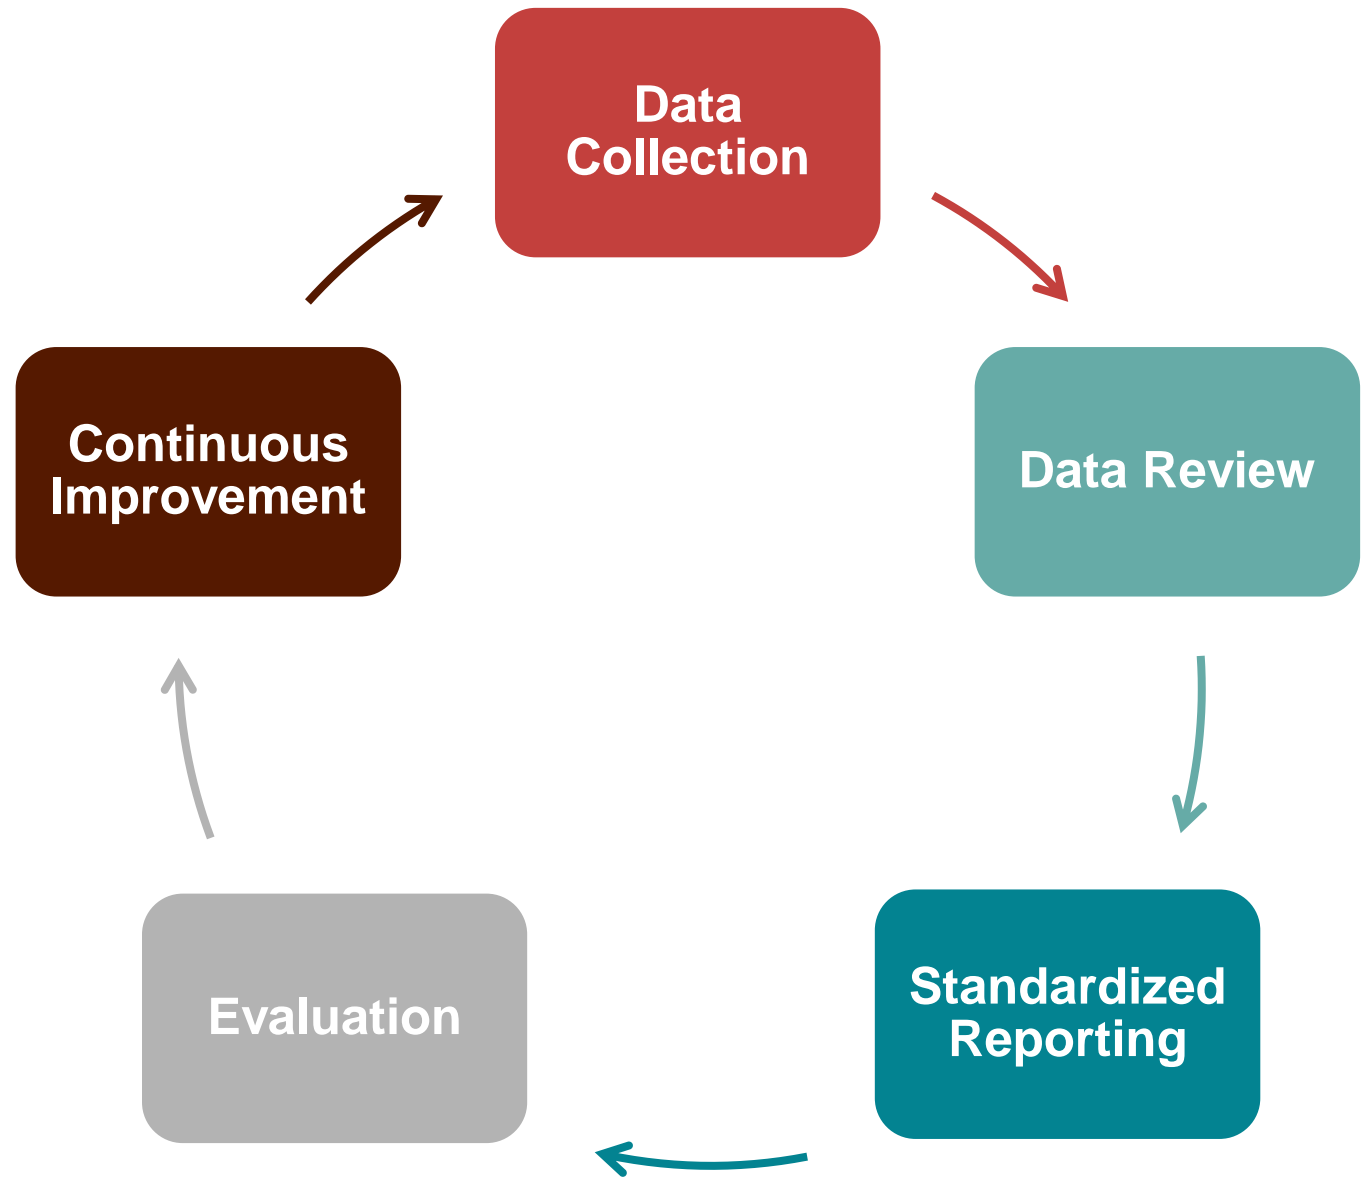 Data
Collection
Data Review
Standardized
Reporting
Evaluation
Continuous
Improvement